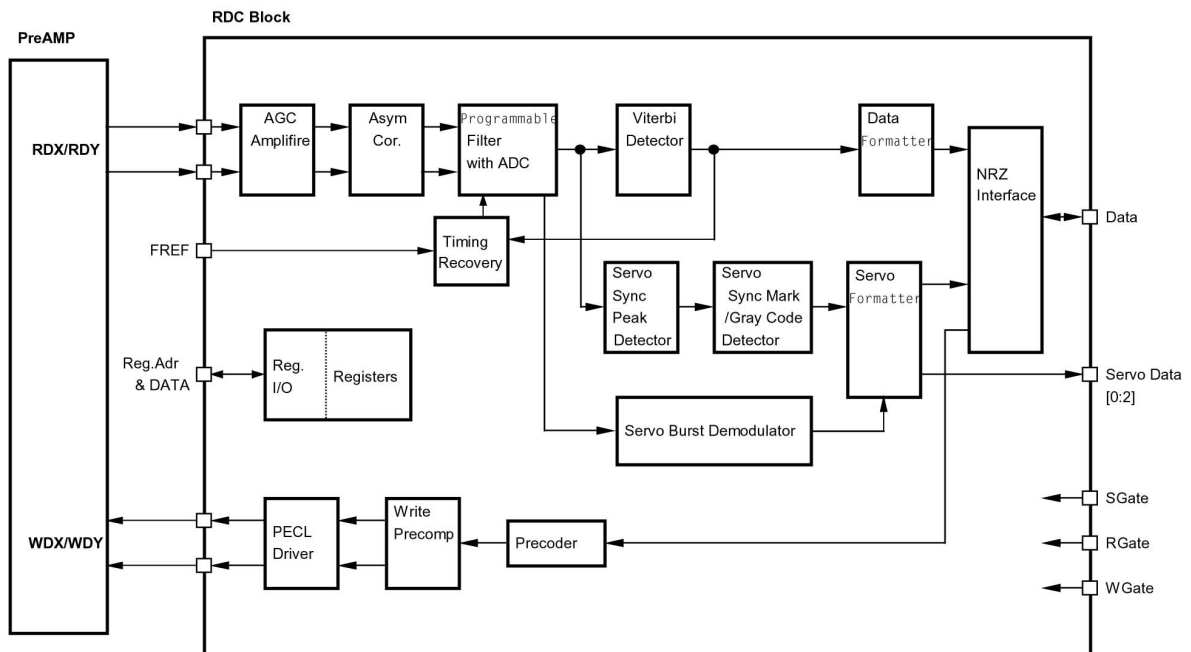 RDC Block
PreAMP
RDX/RDY
AGC
Amplifire
Asym
Cor.
Programmable
Filter
with ADC
Viterbi
Detector
Data
Formatter
NRZ
Interface
Data
FREF
Timing
Recovery
Servo
Sync
Peak
Detector
Servo
Sync Mark
/Gray Code
Detector
Servo
Formatter
Reg.Adr
& DATA
Reg.
I/O
Registers
Servo Data
[0:2]
Servo Burst Demodulator
SGate
WDX/WDY
PECL
Driver
Write
Precomp
Precoder
RGate
WGate